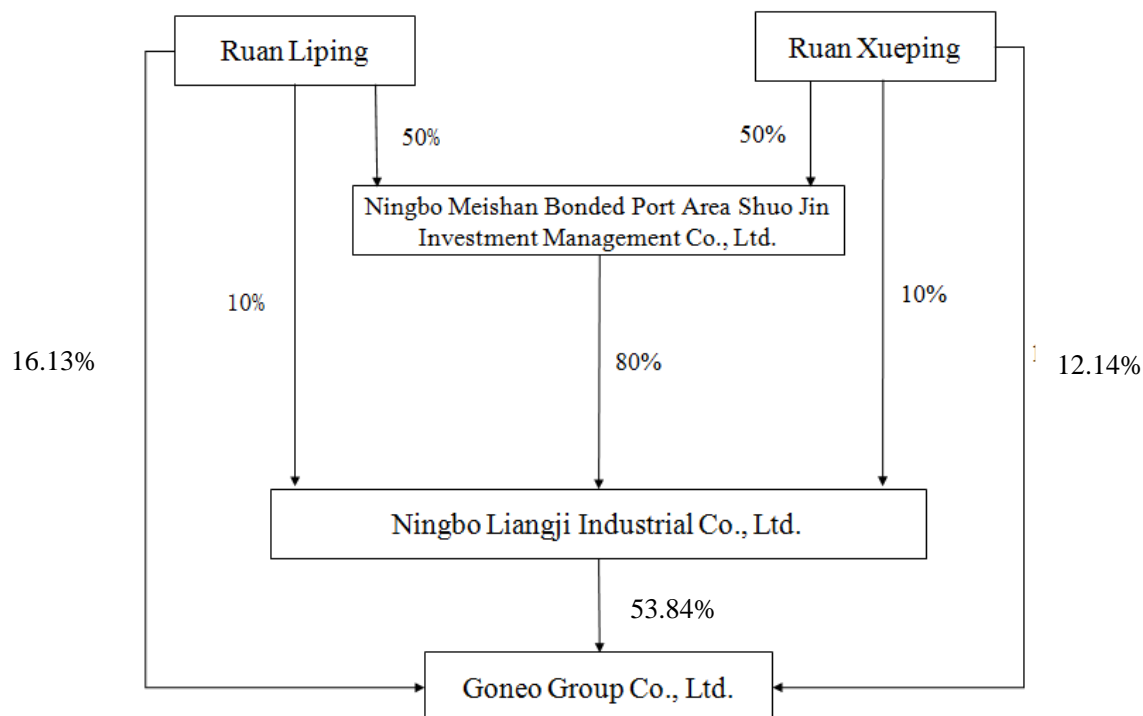 Ruan Liping
Ruan Xueping
50%
50%
Ningbo Meishan Bonded Port Area Shuo Jin
Investment Management Co., Ltd.
10%
10%
16.13%
80%
12.14%
Ningbo Liangji Industrial Co., Ltd.
53.84%
Goneo Group Co., Ltd.